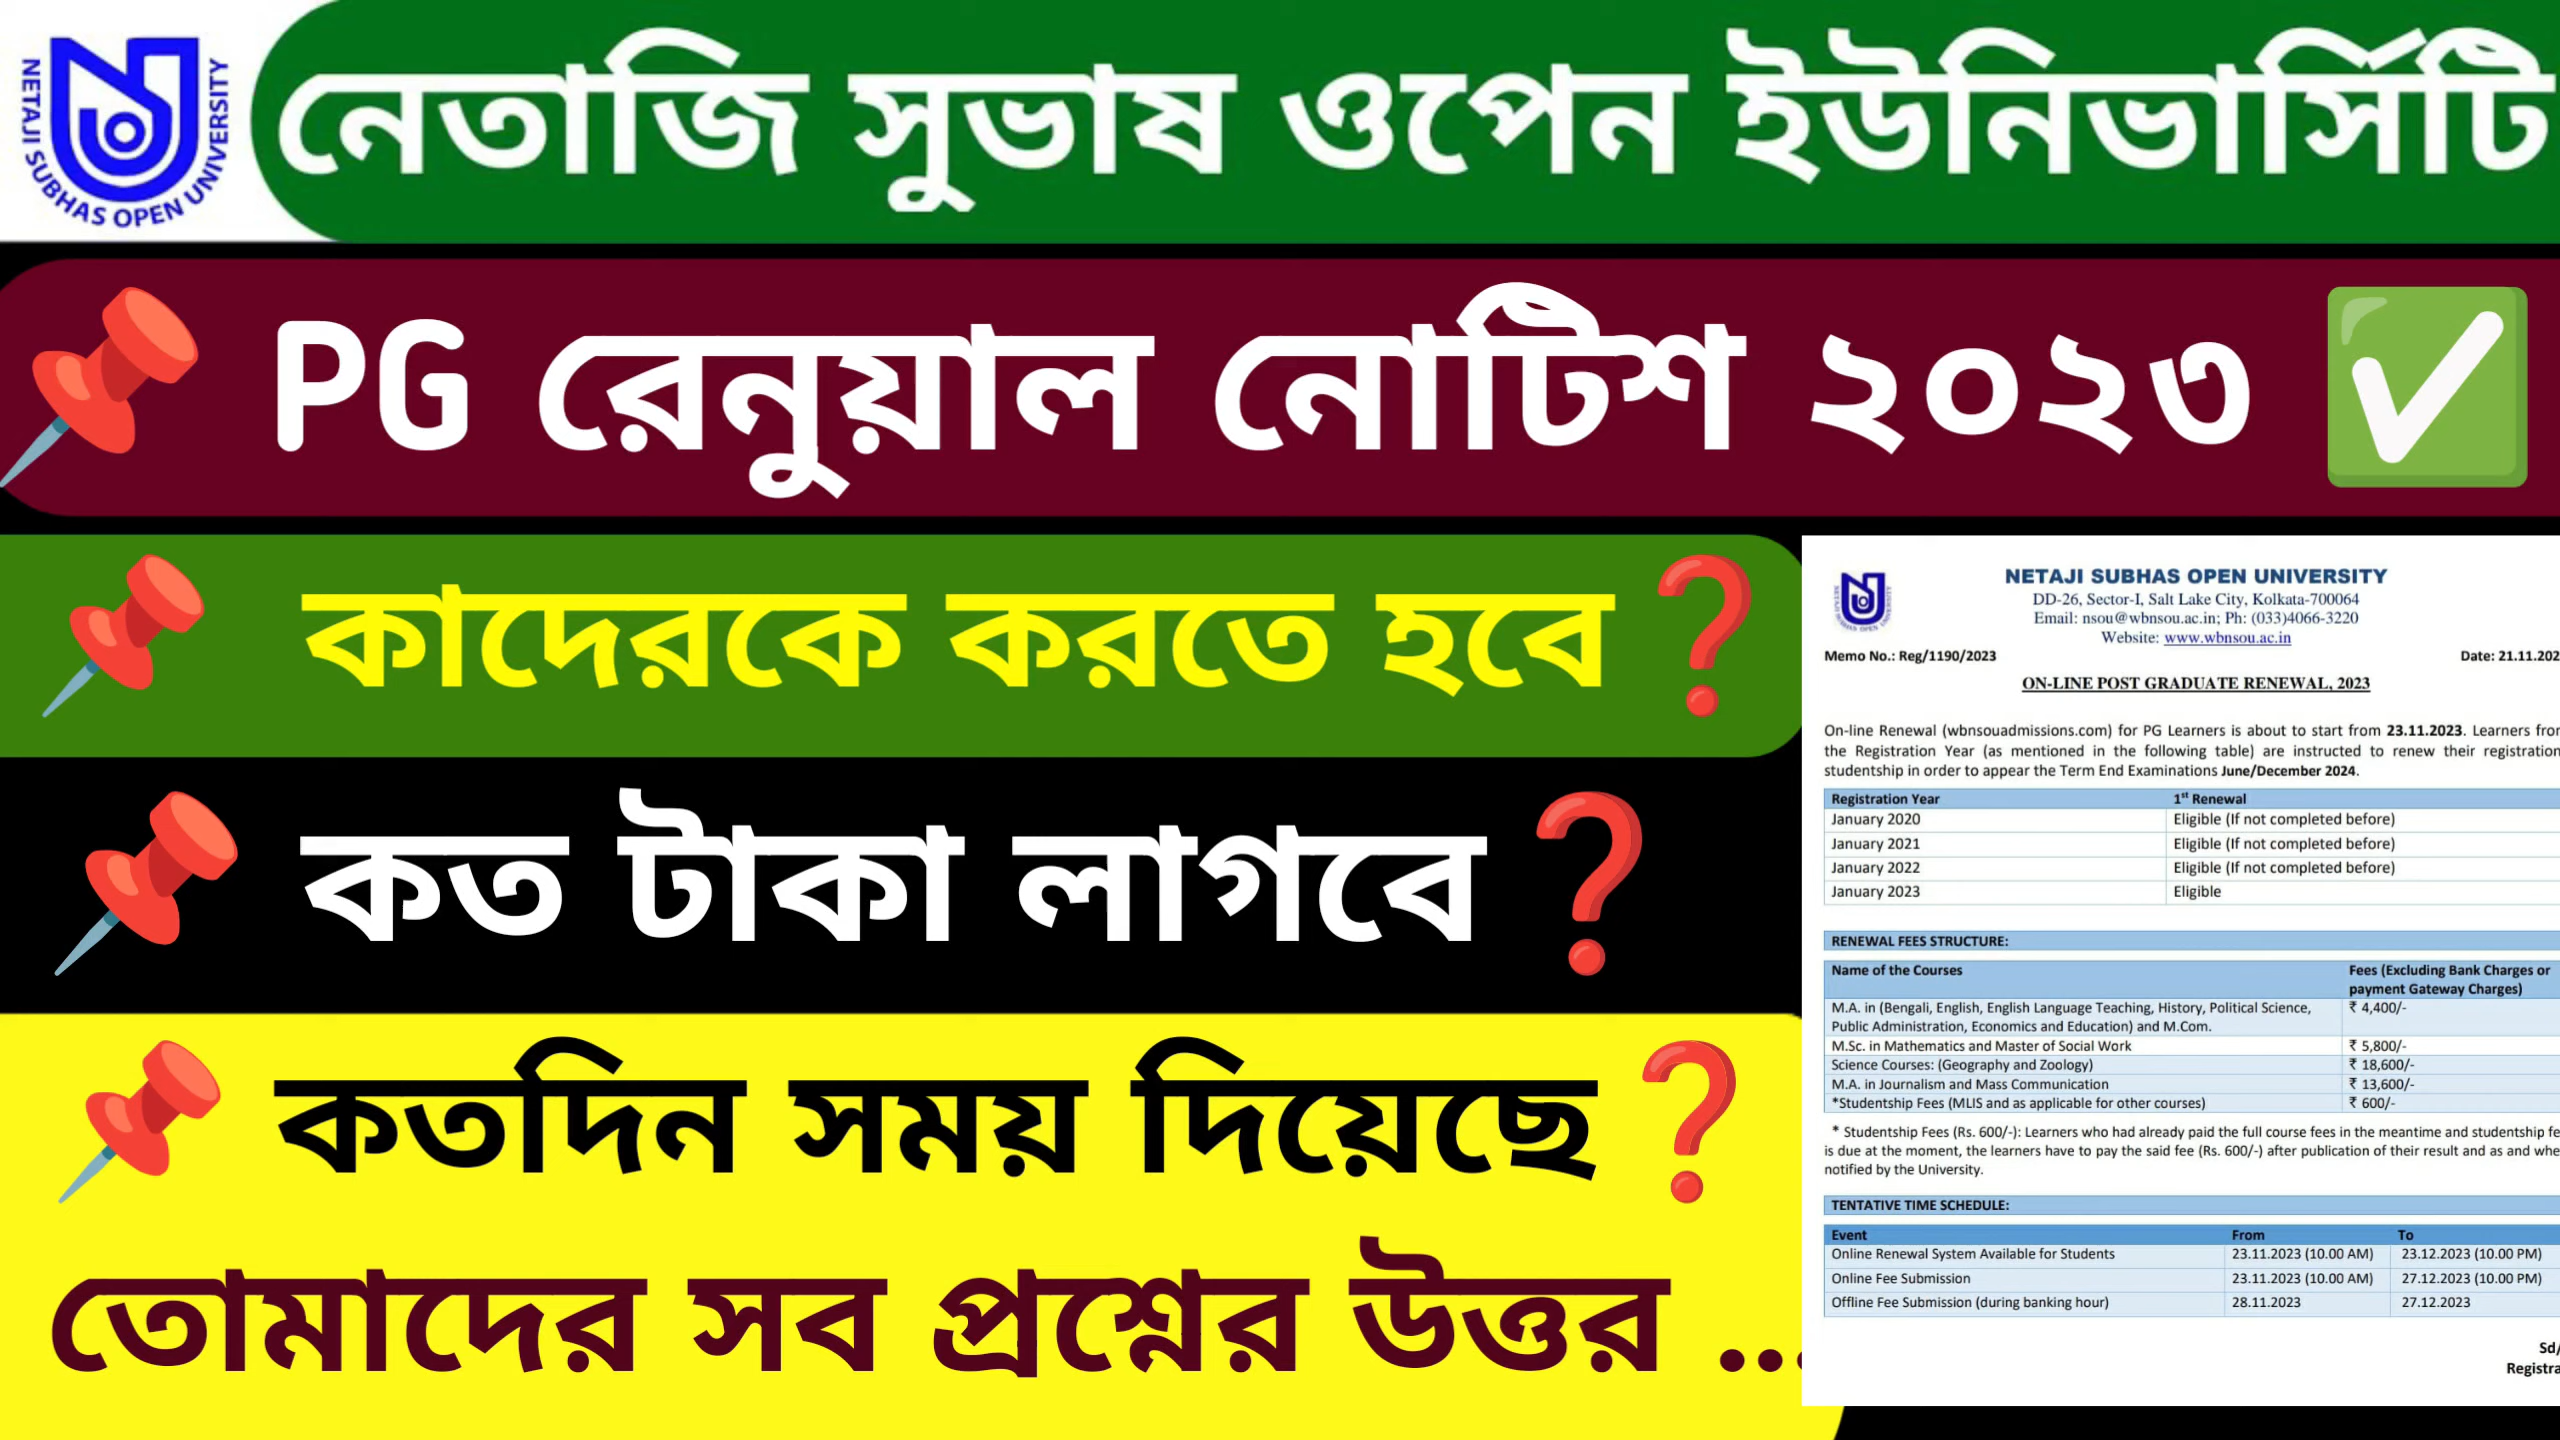 NETAJI SUBHAS OPEN UNIVERSITY
নেতাজি সুভাষ ওপেন ইউনিভার্সিটি
PG রেনুয়াল নোটিশ ২০২৩
কাদেরকে করতে হবে❓
কত টাকা লাগবে❓
কতদিন সময় দিয়েছে❓
তোমাদের সব প্রশ্নের উত্তর ...
NETAJI SUBHAS OPEN UNIVERSITY
DD-26, Sector-I, Salt Lake City, Kolkata-700064
Email: nsou@wbnsou.ac.in; Ph: (033)4066-3220
Website: www.wbnsou.ac.in
Memo No.: Reg/1190/2023 Date: 21.11.202
ON-LINE POST GRADUATE RENEWAL, 2023
On-line Renewal (wbnsouadmissions.com) for PG Learners is about to start from 23.11.2023. Learners from
the Registration Year (as mentioned in the following table) are instructed to renew their registration
studentship in order to appear the Term End Examinations June/December 2024.
Registration Year 1st Renewal
January 2020 Eligible (If not completed before)
January 2021 Eligible (If not completed before)
January 2022 Eligible (If not completed before)
January 2023 Eligible
RENEWAL FEES STRUCTURE:
Name of the Courses Fees (Excluding Bank Charges or
payment Gateway Charges)
M.A. in (Bengali, English, English Language Teaching, History, Political Science, ₹ 4,400/-
Public Administration, Economics and Education) and M.Com.
M.Sc. in Mathematics and Master of Social Work ₹ 5,800/-
Science Courses: (Geography and Zoology) ₹ 18,600/-
M.A. in Journalism and Mass Communication ₹ 13,600/-
*Studentship Fees (MLIS and as applicable for other courses) ₹ 600/-
* Studentship Fees (Rs. 600/-): Learners who had already paid the full course fees in the meantime and studentship fe
is due at the moment, the learners have to pay the said fee (Rs. 600/-) after publication of their result and as and whe
notified by the University.
TENTATIVE TIME SCHEDULE:
Event From To
Online Renewal System Available for Students 23.11.2023 (10.00 AM) 23.12.2023 (10.00 PM)
Online Fee Submission 23.11.2023 (10.00 AM) 27.12.2023 (10.00 PM)
Offline Fee Submission (during banking hour) 28.11.2023 27.12.2023
Sd/
Registra